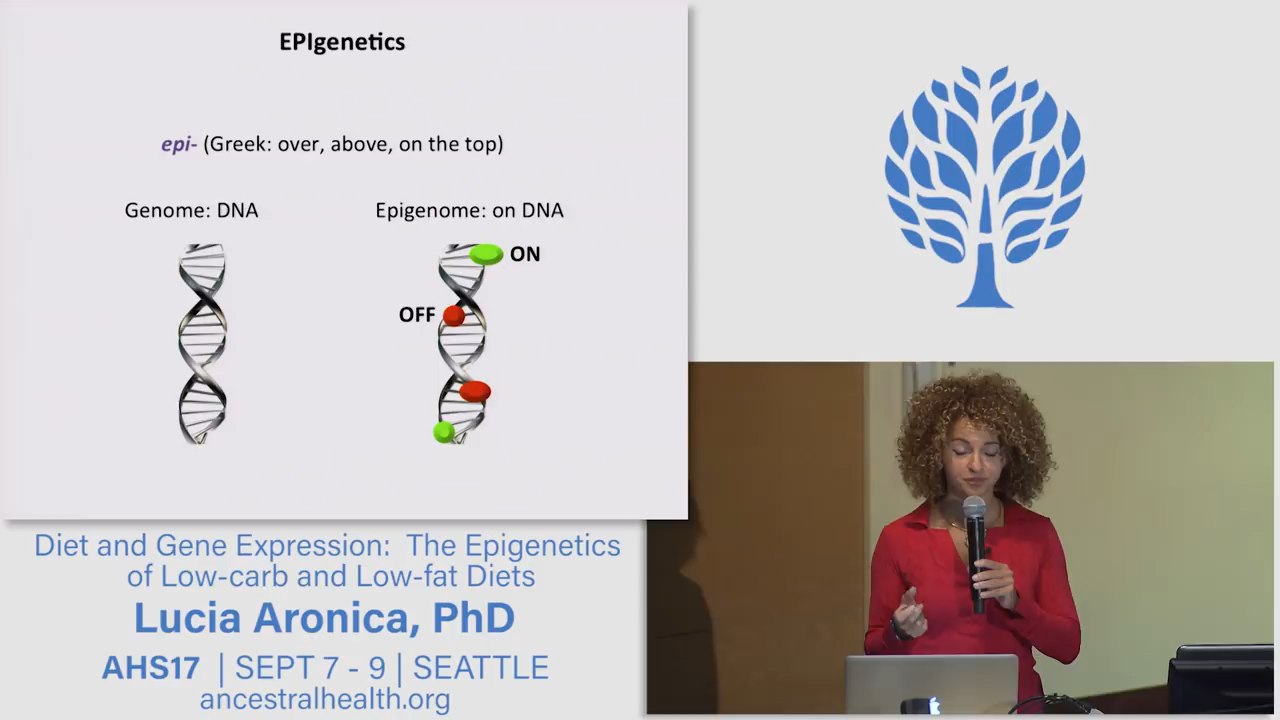 EPIgenetics
epi- (Greek: over, above, on the top)
Genome: DNA
Epigenome: on DNA
ON
OFF
Diet and Gene Expression: The Epigenetics
of Low-carb and Low-fat Diets
Lucia Aronica, PhD
AHS17 | SEPT 7 - 9 | SEATTLE
ancestralhealth.org